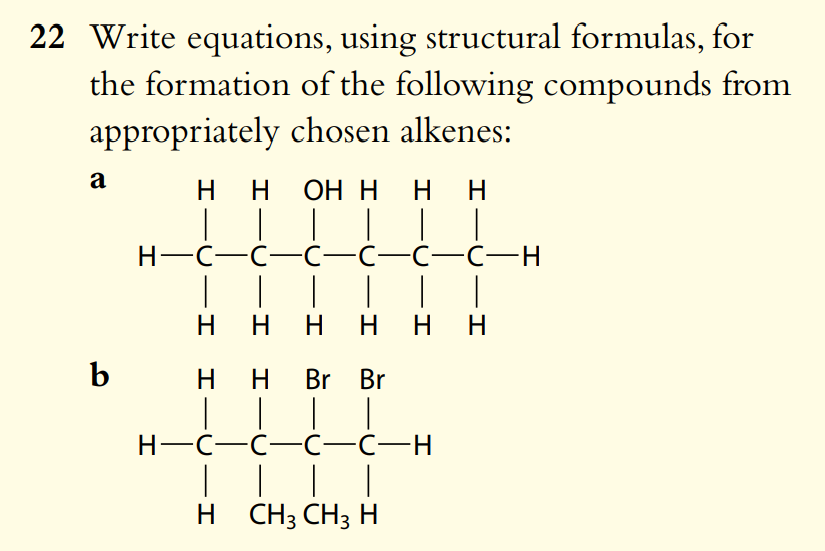 22 Write equations, using structural formulas, for
the formation of the following compounds from
appropriately chosen alkenes:
a
H H OH H H H
H—C—C—C—C—C—C—H
H H H H H H
b
H H Br Br
H—C—C—C—C—H
H CH₃ CH₃ H